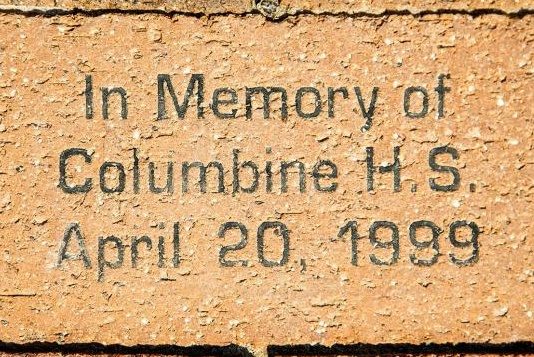 In Memory of
Columbine H.S.
April 20, 1999